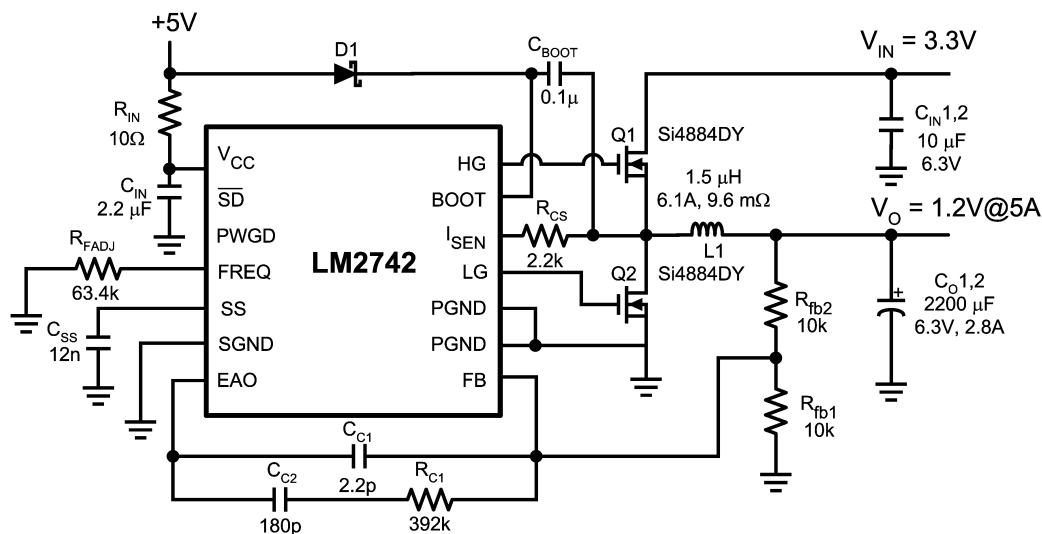 +5V
D1
C_BOOT
0.1µ
V_IN = 3.3V
R_IN
10Ω
C_IN1,2
10 µF
6.3V
Q1
Si4884DY
V_CC
HG
C_IN
2.2 µF
SD
BOOT
1.5 µH
6.1A, 9.6 mΩ
V_O = 1.2V@5A
R_CS
PWGD
I_SEN
L1
R_FADJ
2.2k
LM2742
FREQ
LG
Q2
Si4884DY
63.4k
C_O1,2
2200 µF
6.3V, 2.8A
+
R_fb2
10k
SS
PGND
C_SS
12n
SGND
PGND
EAO
FB
R_fb1
10k
C_C1
2.2p
C_C2
180p
R_C1
392k